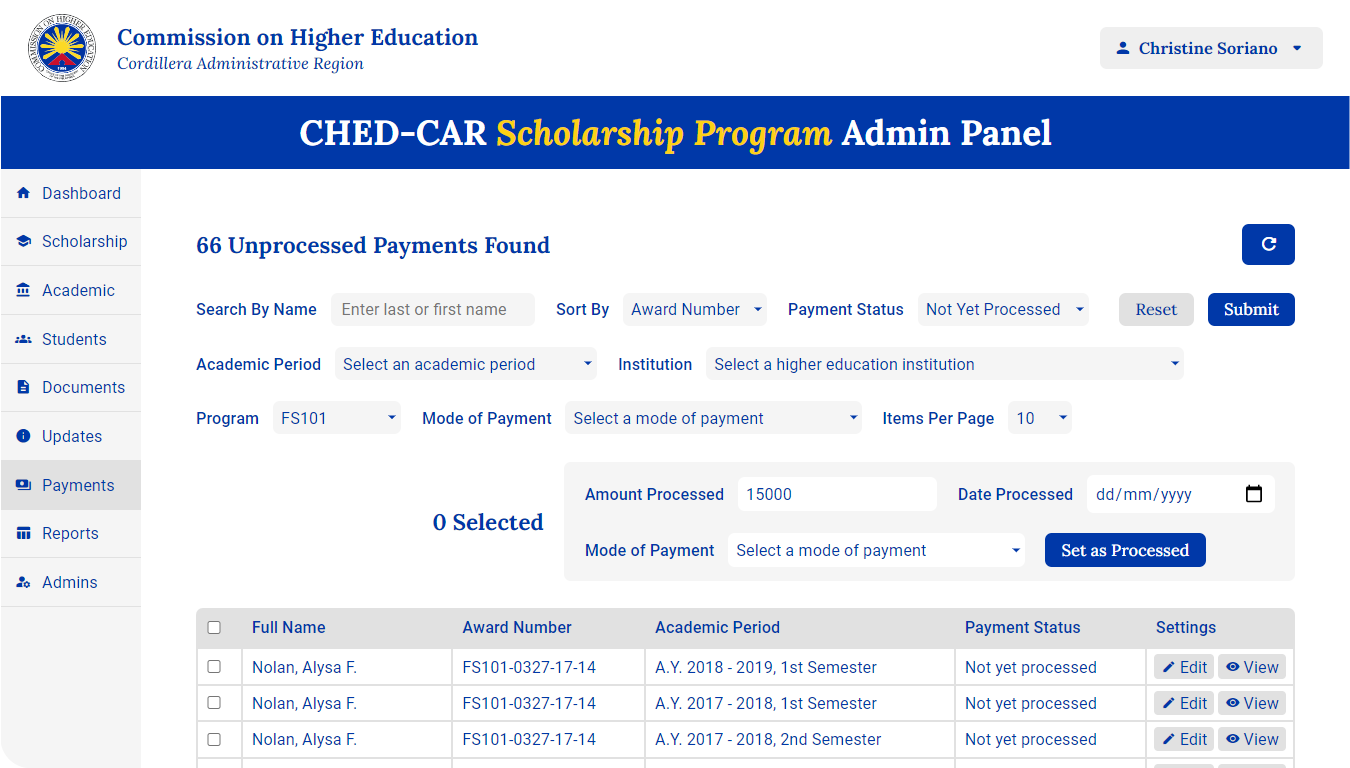 Commission on Higher Education
Cordillera Administrative Region
Christine Soriano
CHED-CAR Scholarship Program Admin Panel
Dashboard
Scholarship
Academic
Students
Documents
Updates
Payments
Reports
Admins
66 Unprocessed Payments Found
Search By Name Enter last or first name Sort By Award Number Payment Status Not Yet Processed Reset Submit
Academic Period Select an academic period Institution Select a higher education institution
Program FS101 Mode of Payment Select a mode of payment Items Per Page 10
0 Selected
Amount Processed 15000 Date Processed dd/mm/yyyy
Mode of Payment Select a mode of payment Set as Processed
Full Name Award Number Academic Period Payment Status Settings
Nolan, Alysa F. FS101-0327-17-14 A.Y. 2018 - 2019, 1st Semester Not yet processed Edit View
Nolan, Alysa F. FS101-0327-17-14 A.Y. 2017 - 2018, 1st Semester Not yet processed Edit View
Nolan, Alysa F. FS101-0327-17-14 A.Y. 2017 - 2018, 2nd Semester Not yet processed Edit View